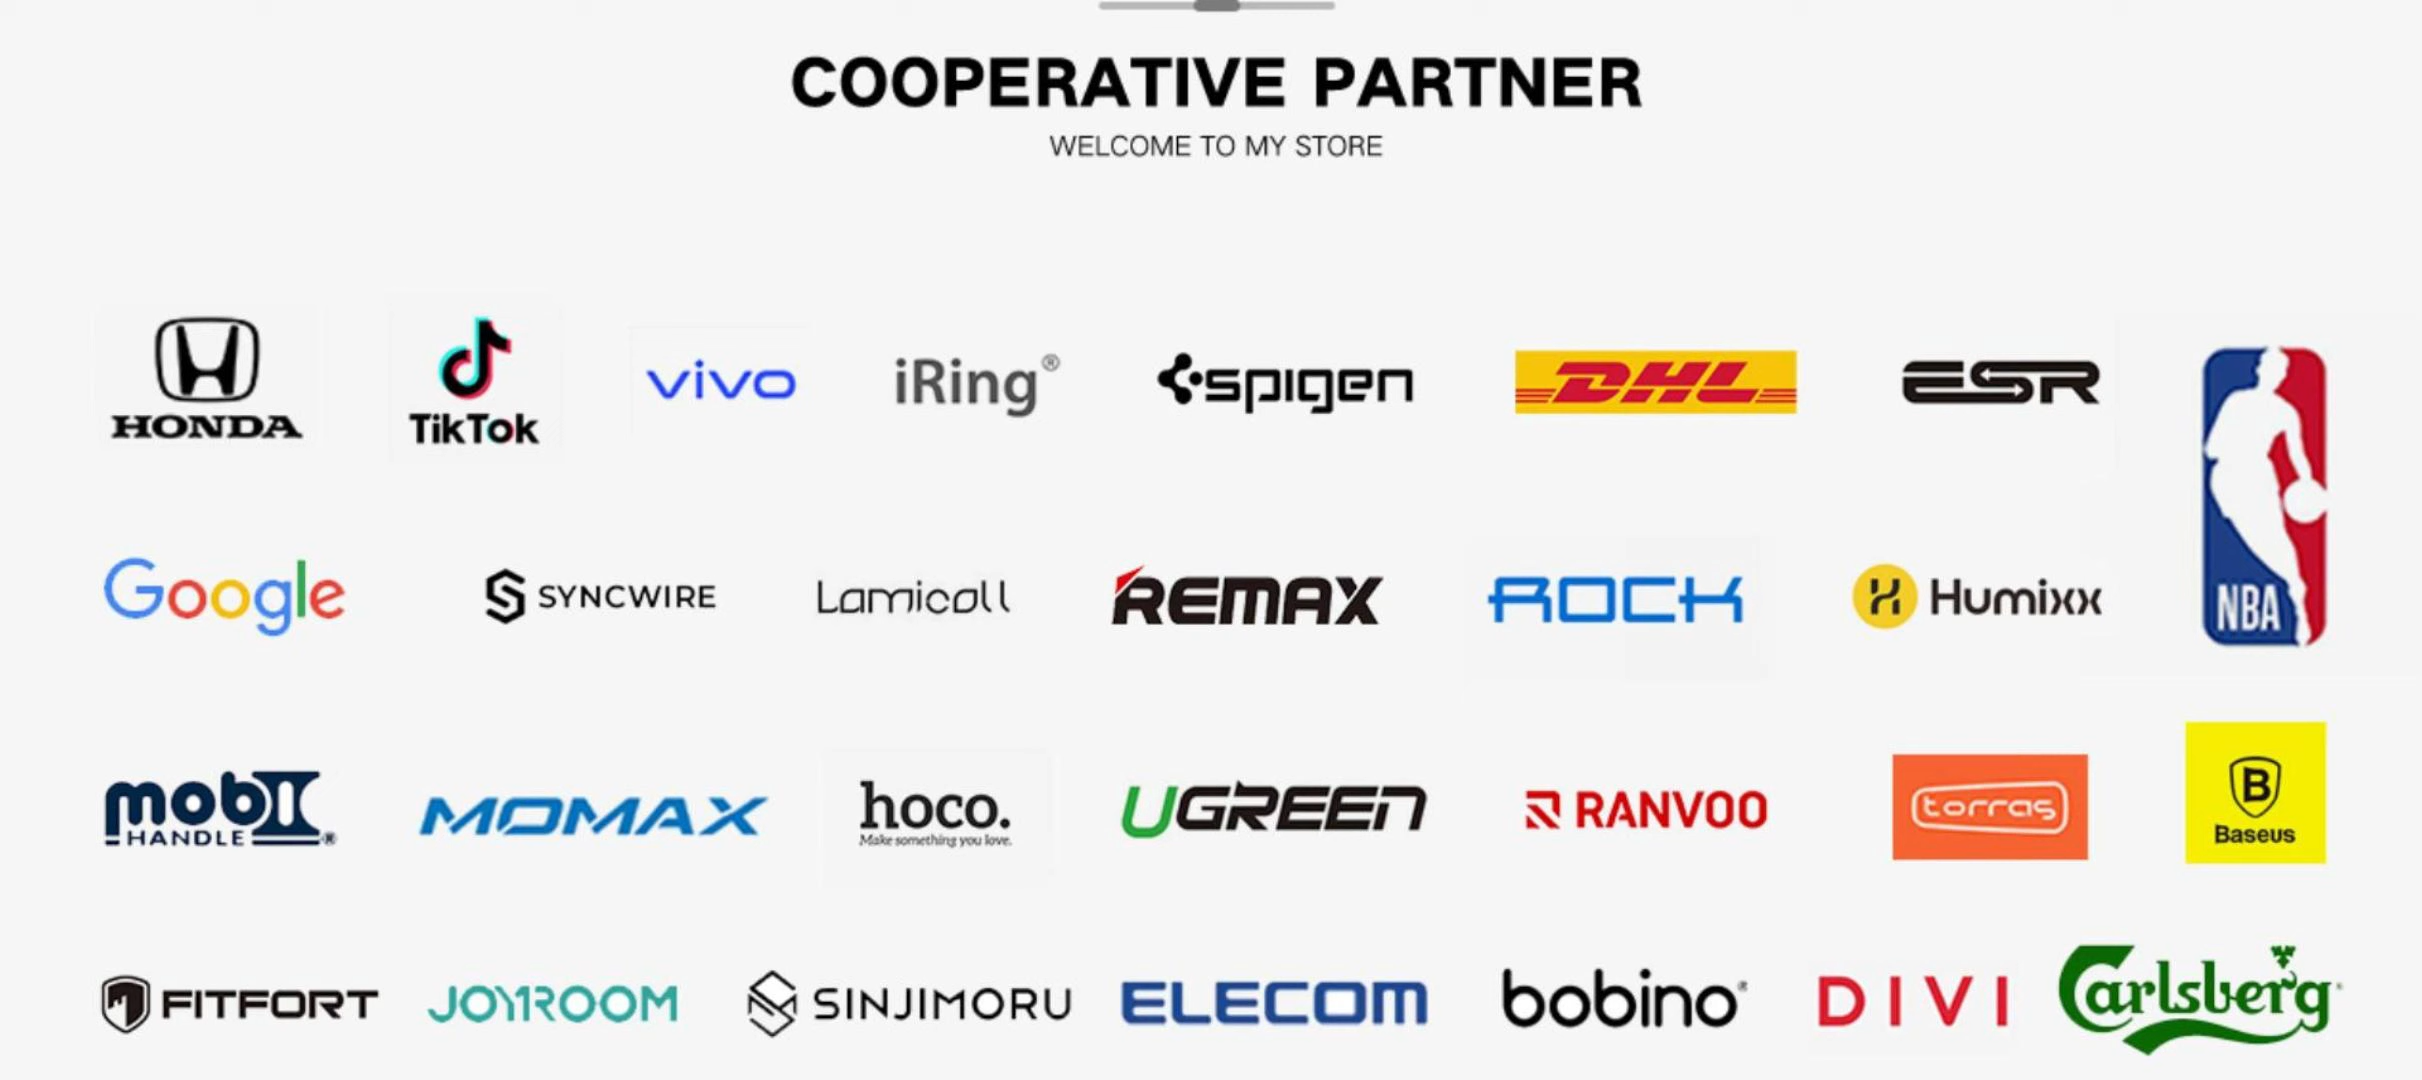 COOPERATIVE PARTNER
WELCOME TO MY STORE
HONDA
TikTok
vivo
iRing®
spigen
DHL
ESR
NBA
Google
SYNCWIRE
Lamicall
REMAX
ROCK
Humixx
mobI
HANDLE ®
MOMAX
hoco.
Make something you love.
UGREEN
RANVOO
torras
B
Baseus
FITFORT
JOYROOM
SINJIMORU
ELECOM
bobino®
DIVI
Carlsberg